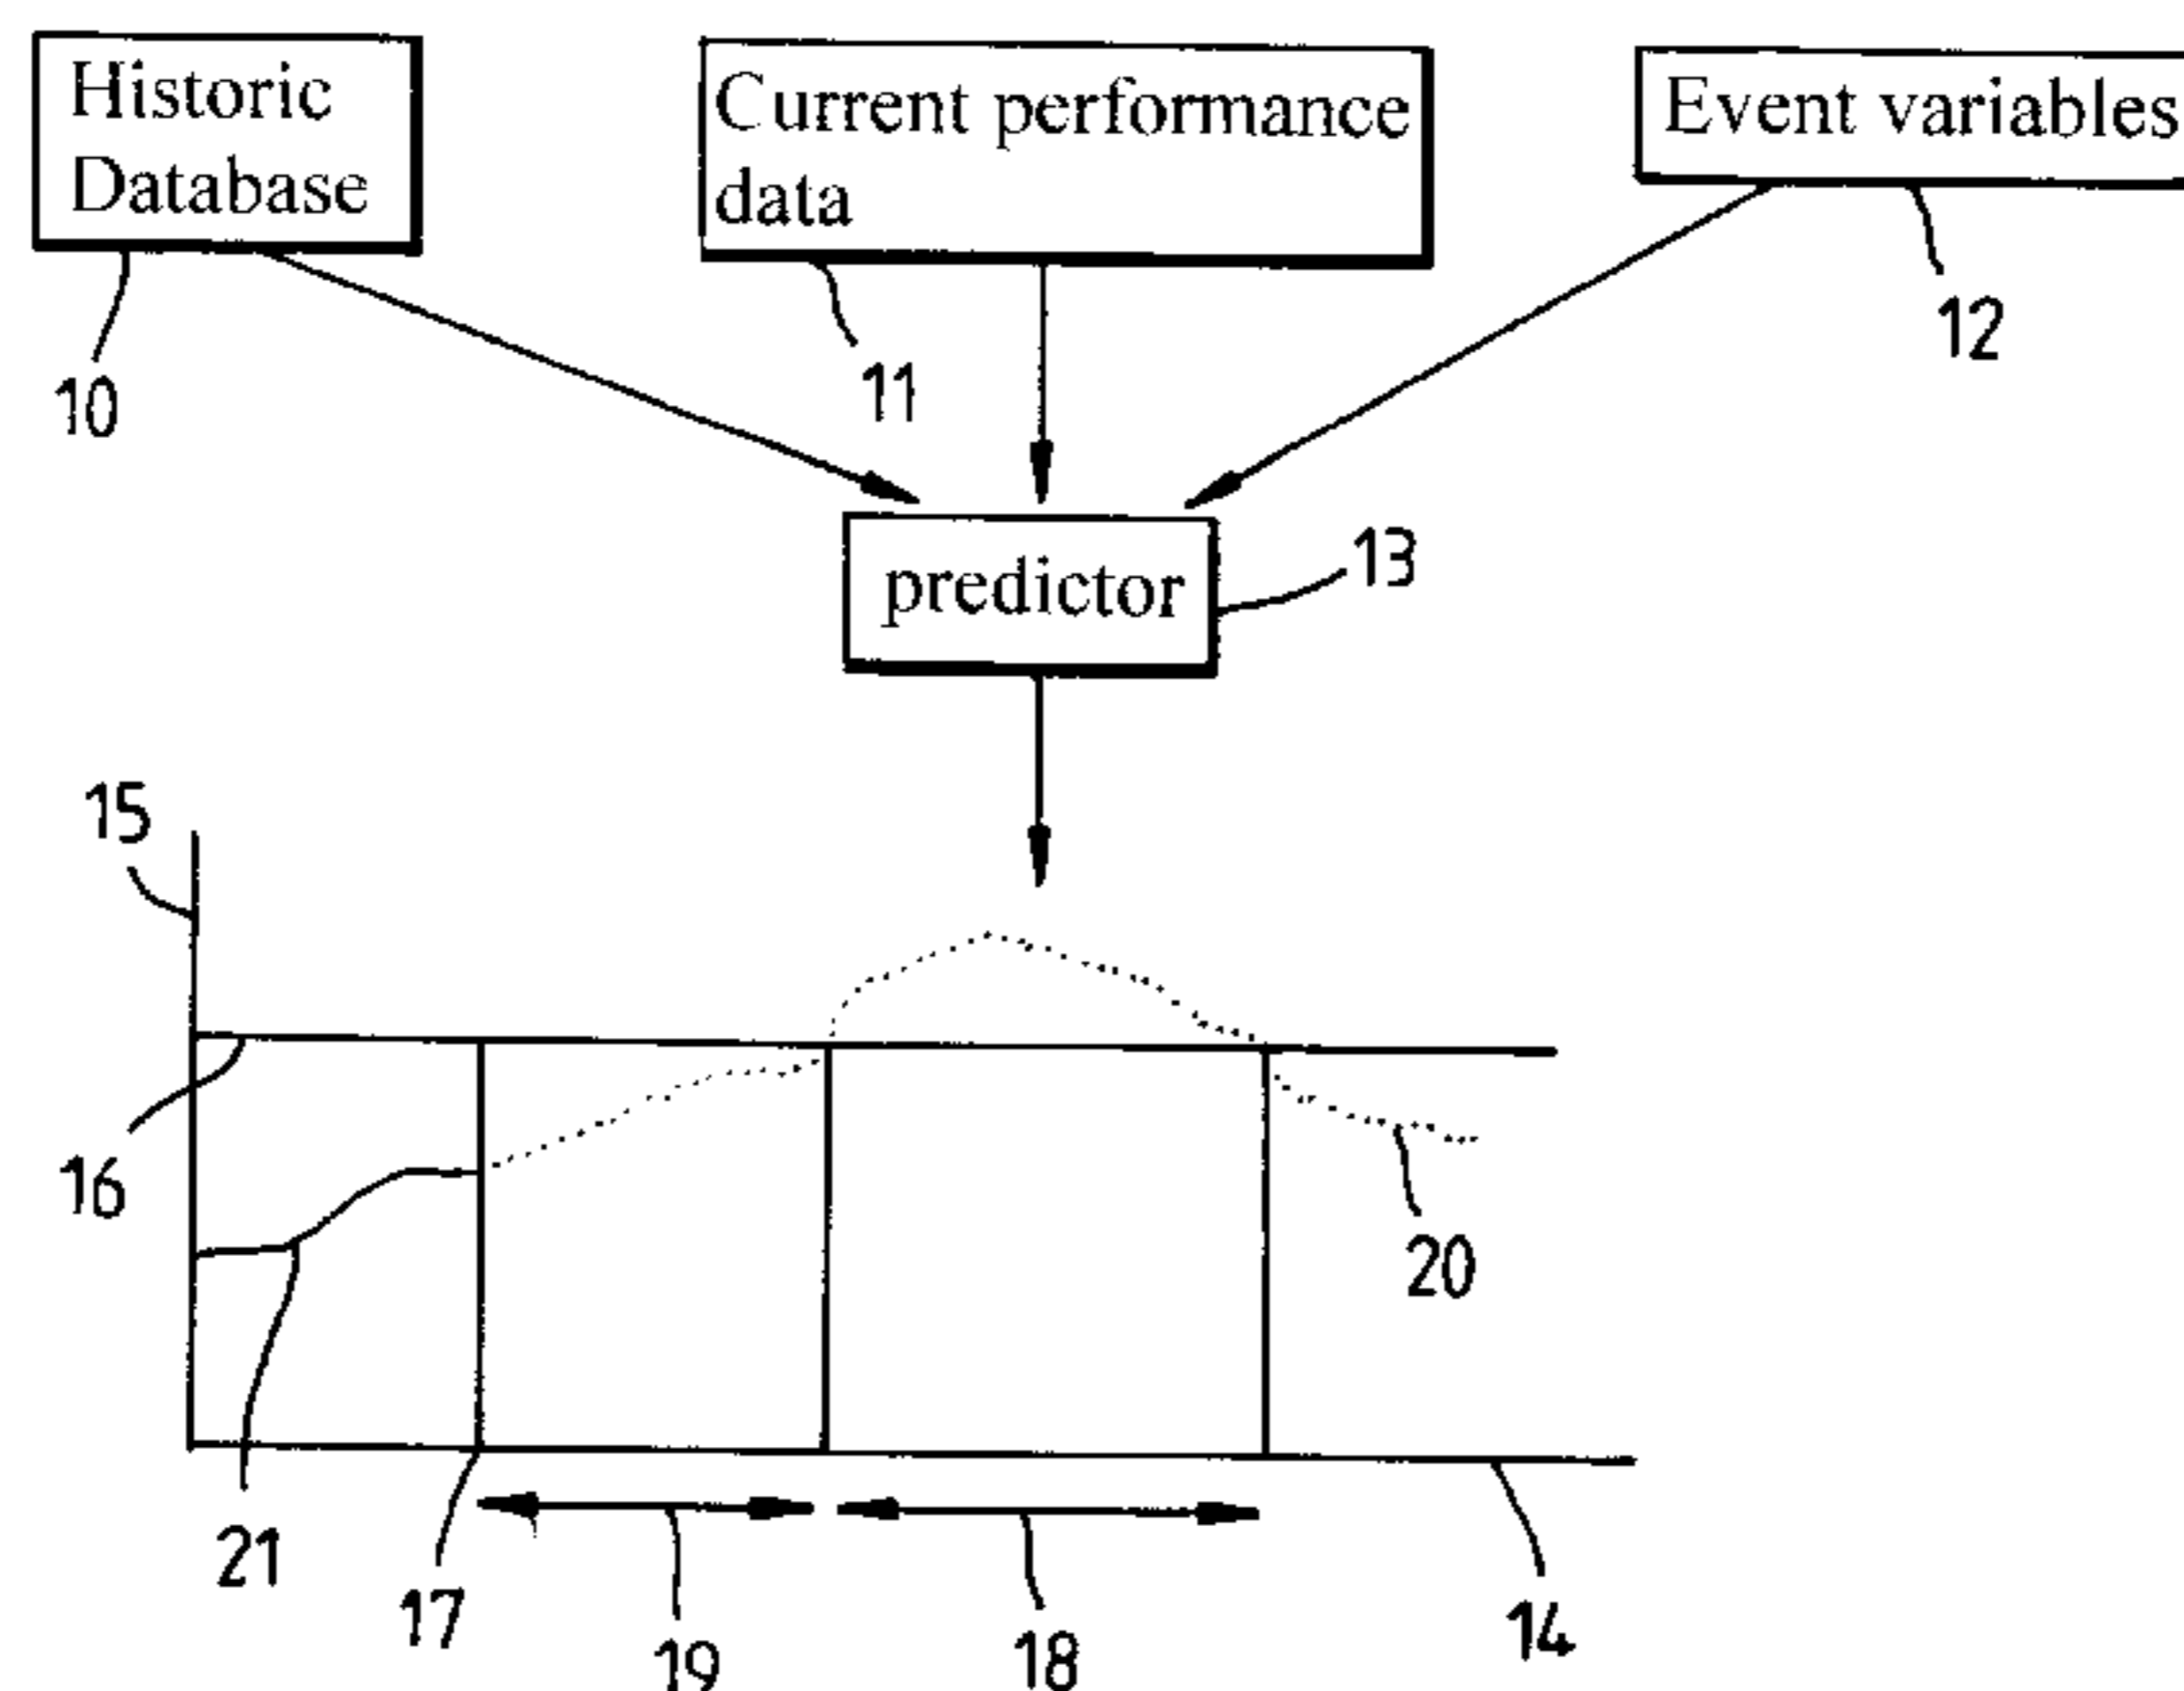 Historic
Database
Current performance
data
Event variables
10
11
12
predictor
13
15
16
20
21
17
19
18
14